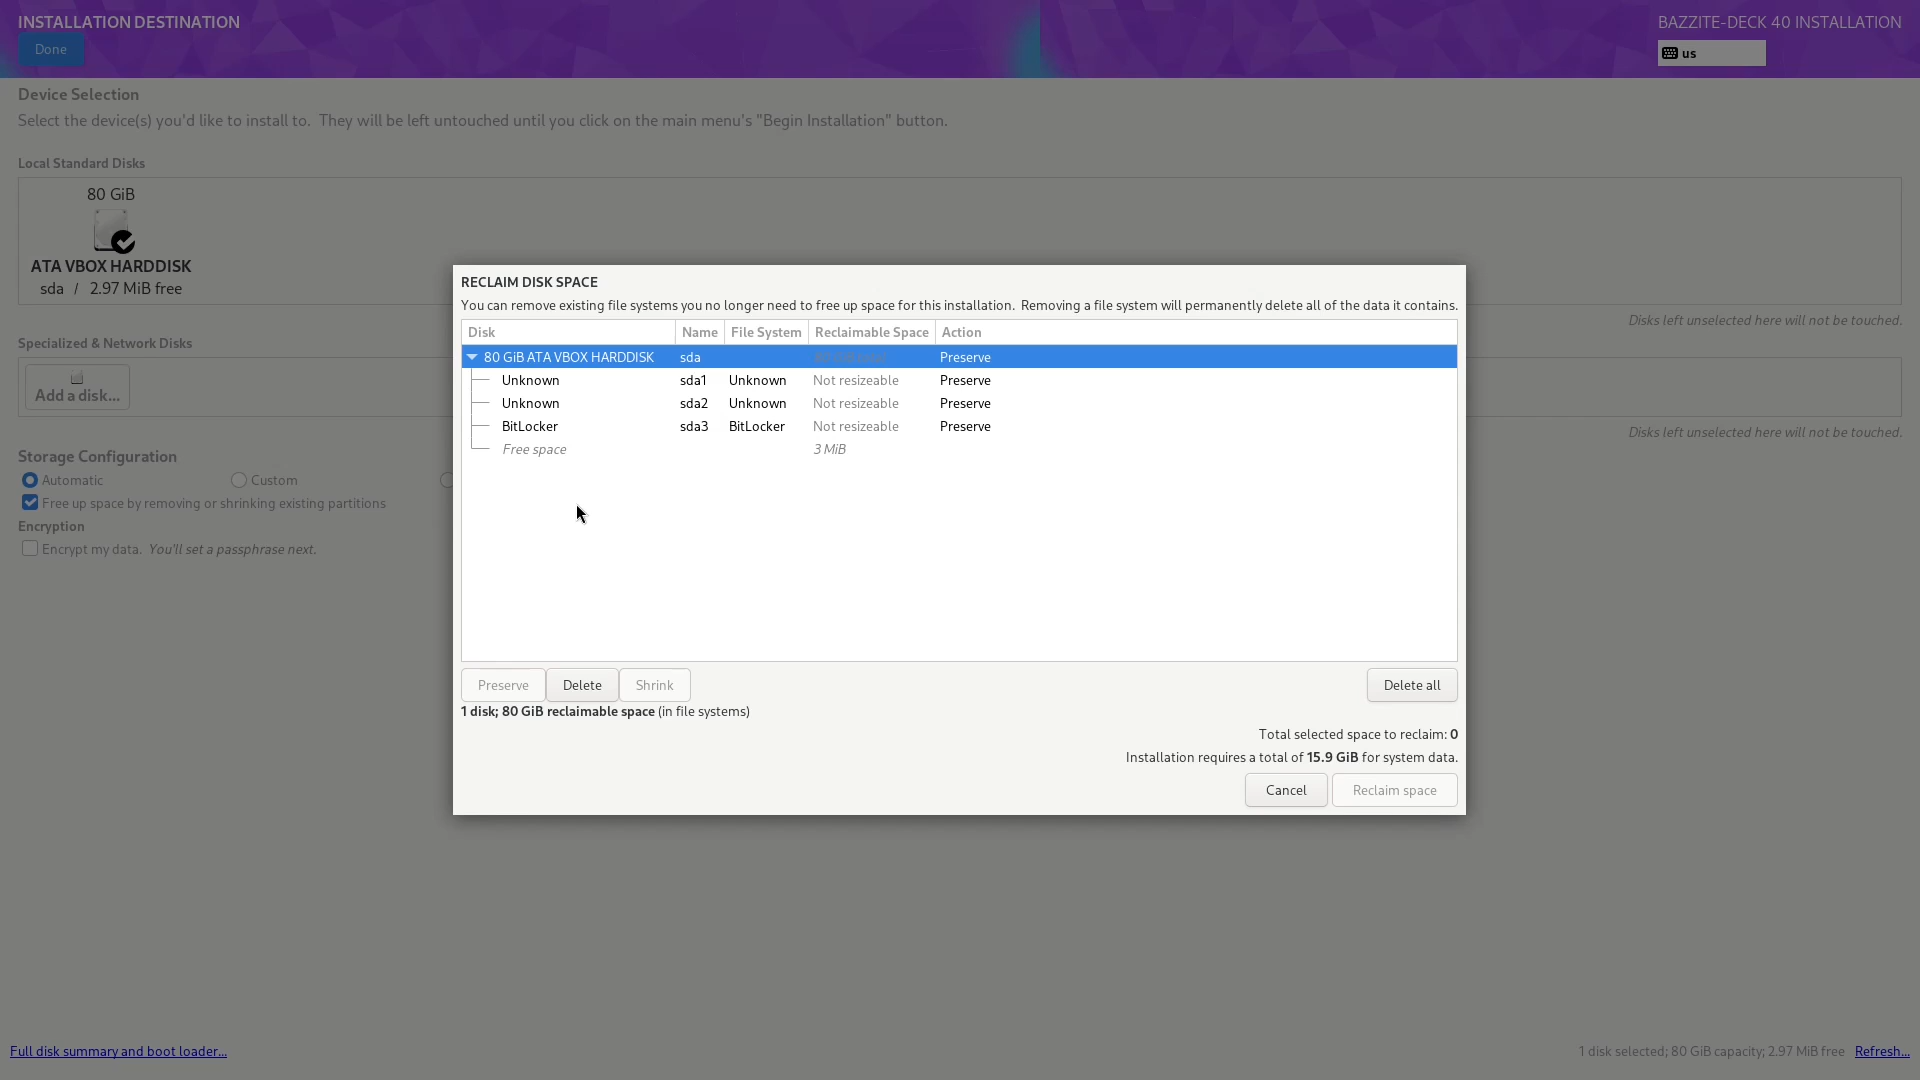 INSTALLATION DESTINATION
BAZZITE-DECK 40 INSTALLATION
Done
us
Device Selection
Select the device(s) you'd like to install to.  They will be left untouched until you click on the main menu's "Begin Installation" button.
Local Standard Disks
80 GiB
ATA VBOX HARDDISK
sda / 2.97 MiB free
Disks left unselected here will not be touched.
Specialized & Network Disks
Add a disk...
Disks left unselected here will not be touched.
Storage Configuration
Automatic Custom
Free up space by removing or shrinking existing partitions
Encryption
Encrypt my data. You'll set a passphrase next.
RECLAIM DISK SPACE
You can remove existing file systems you no longer need to free up space for this installation.  Removing a file system will permanently delete all of the data it contains.
Disk Name File System Reclaimable Space Action
80 GiB ATA VBOX HARDDISK sda Preserve
Unknown sda1 Unknown Not resizeable Preserve
Unknown sda2 Unknown Not resizeable Preserve
BitLocker sda3 BitLocker Not resizeable Preserve
Free space 3 MiB
Preserve Delete Shrink Delete all
1 disk; 80 GiB reclaimable space (in file systems)
Total selected space to reclaim: 0
Installation requires a total of 15.9 GiB for system data.
Cancel Reclaim space
Full disk summary and boot loader...
1 disk selected; 80 GiB capacity; 2.97 MiB free Refresh...